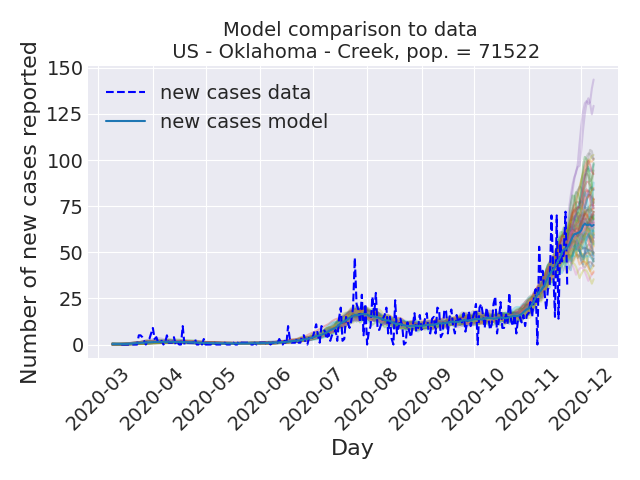 Model comparison to data
US - Oklahoma - Creek, pop. = 71522
Number of new cases reported
150
125
100
75
50
25
0
new cases data
new cases model
2020-03
2020-04
2020-05
2020-06
2020-07
2020-08
2020-09
2020-10
2020-11
2020-12
Day